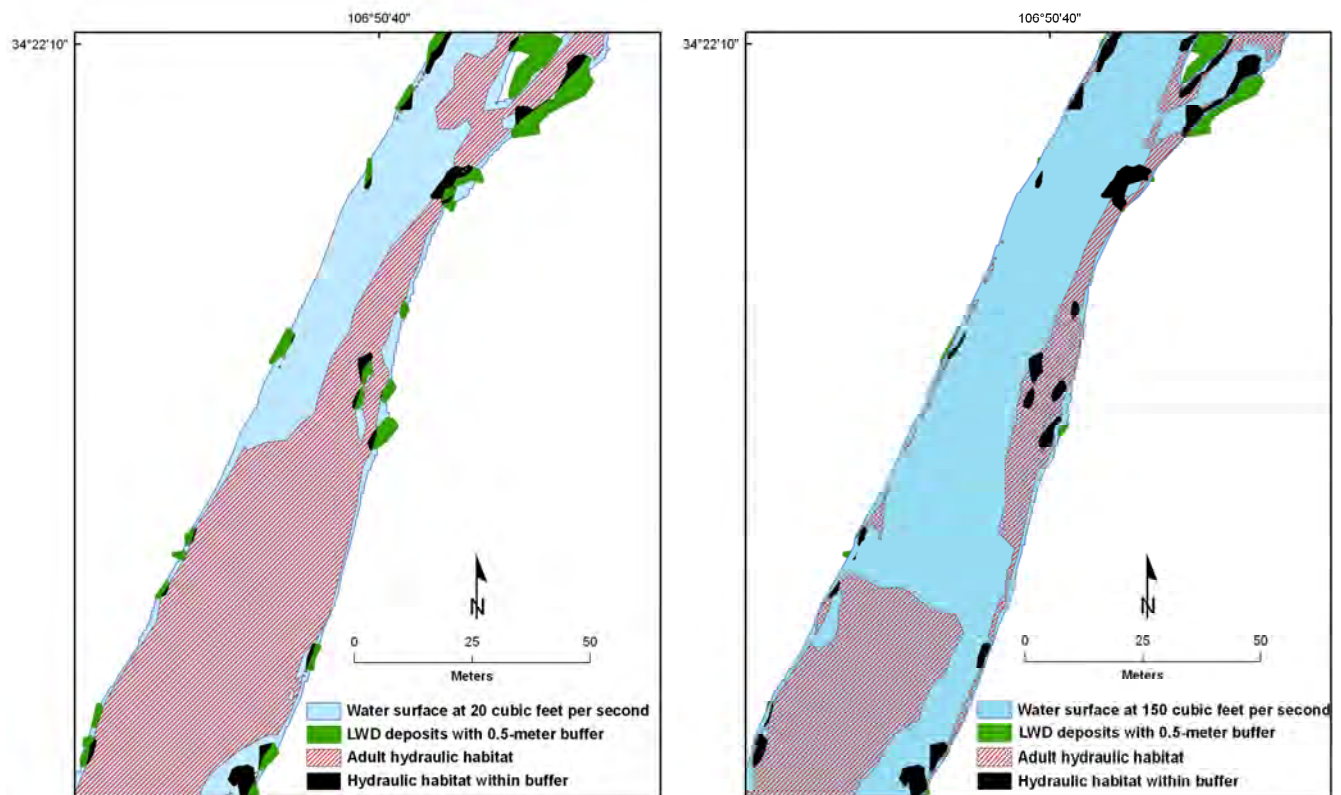 106°50'40"
34°22'10"
N
0 25 50
Meters
Water surface at 20 cubic feet per second
LWD deposits with 0.5-meter buffer
Adult hydraulic habitat
Hydraulic habitat within buffer
106°50'40"
34°22'10"
N
0 25 50
Meters
Water surface at 150 cubic feet per second
LWD deposits with 0.5-meter buffer
Adult hydraulic habitat
Hydraulic habitat within buffer